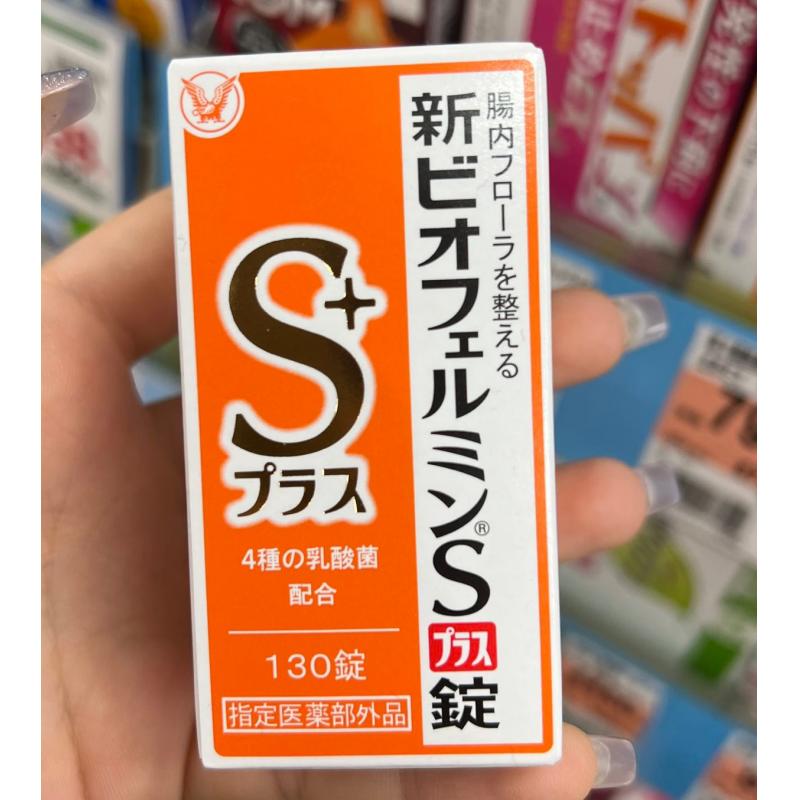 腸内フローラを整える
新ビオフェルミン®Sプラス錠
S+
プラス
4種の乳酸菌
配合
130錠
指定医薬部外品